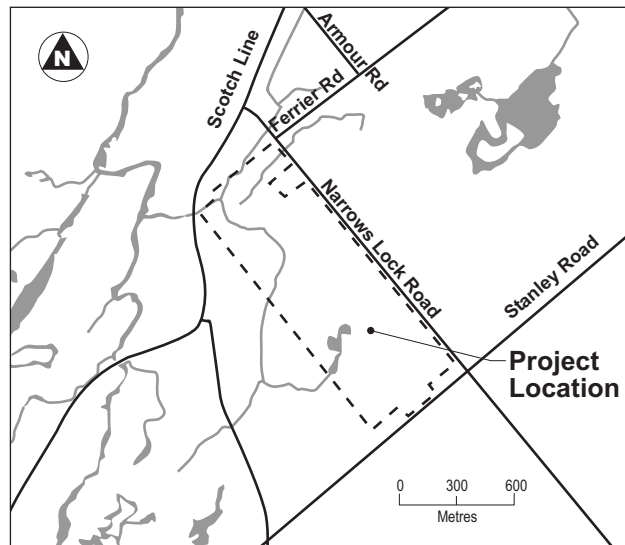 N
Scotch Line
Armour Rd
Ferrier Rd
Narrows Lock Road
Stanley Road
Project
Location
0 300 600
Metres